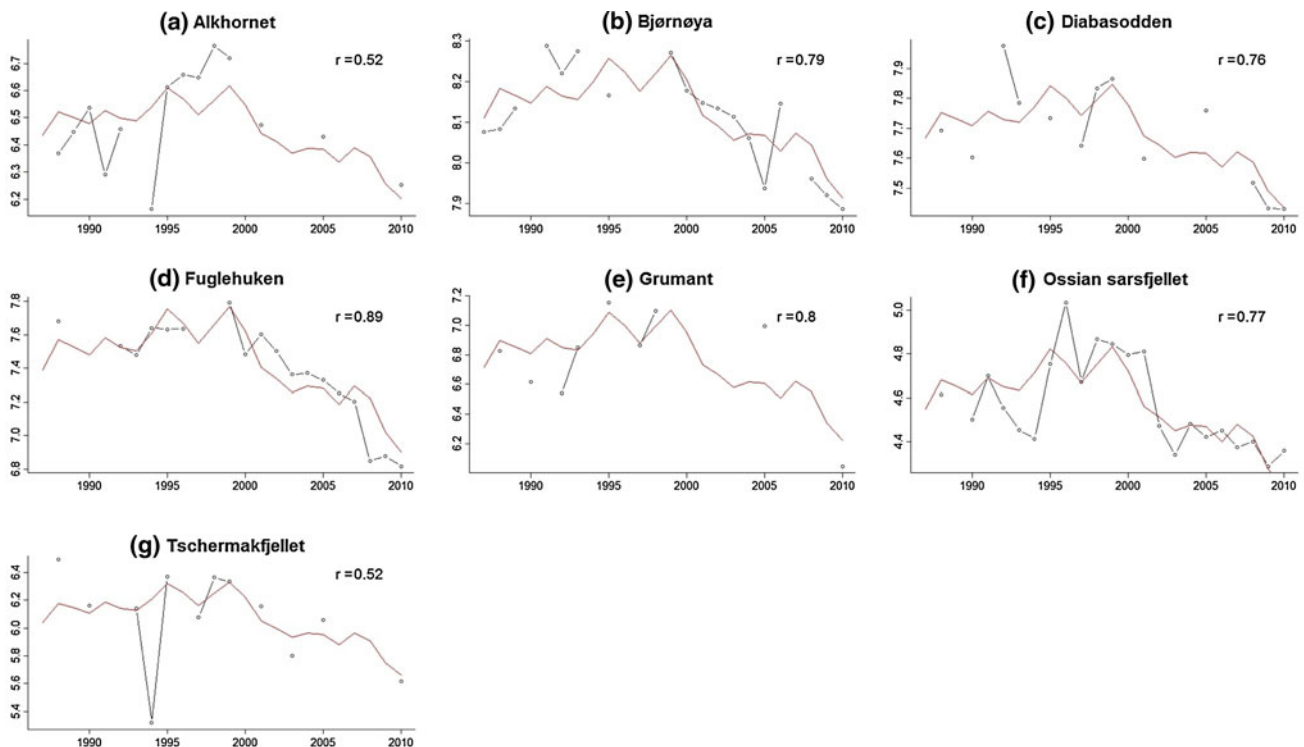 (a) Alkhornet
r =0.52
6.7
6.6
6.5
6.4
6.3
6.2
1990 1995 2000 2005 2010
(b) Bjørnøya
r =0.79
8.3
8.2
8.1
8.0
7.9
1990 1995 2000 2005 2010
(c) Diabasodden
r =0.76
7.9
7.8
7.7
7.6
7.5
1990 1995 2000 2005 2010
(d) Fuglehuken
r =0.89
7.8
7.6
7.4
7.2
7.0
6.8
1990 1995 2000 2005 2010
(e) Grumant
r =0.8
7.2
7.0
6.8
6.6
6.4
6.2
1990 1995 2000 2005 2010
(f) Ossian sarsfjellet
r =0.77
5.0
4.8
4.6
4.4
1990 1995 2000 2005 2010
(g) Tschermakfjellet
r =0.52
6.4
6.2
6.0
5.8
5.6
5.4
1990 1995 2000 2005 2010